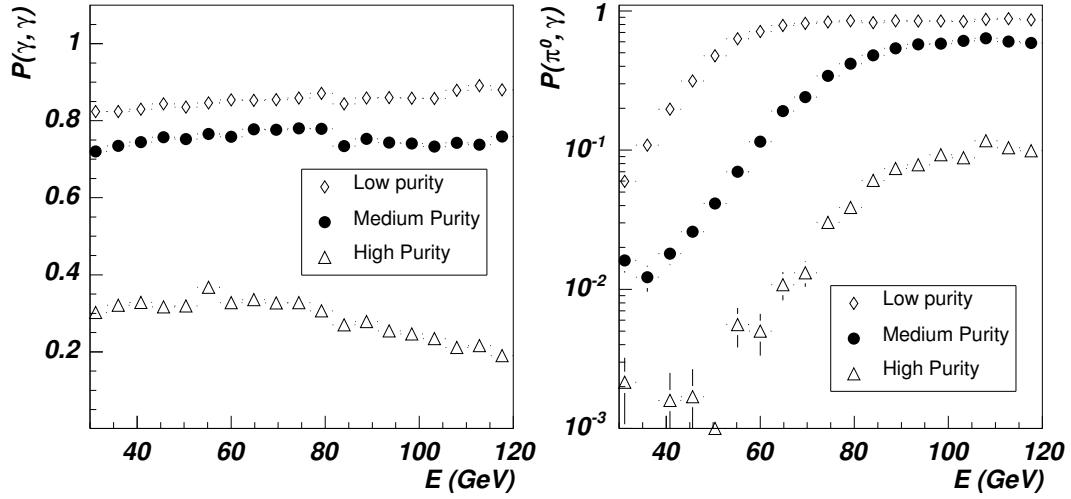 P(γ, γ)
1
0.8
0.6
0.4
0.2
Low purity
Medium Purity
High Purity
40 60 80 100 120
E (GeV)
P(π⁰, γ)
1
10⁻¹
10⁻²
10⁻³
Low purity
Medium Purity
High Purity
40 60 80 100 120
E (GeV)